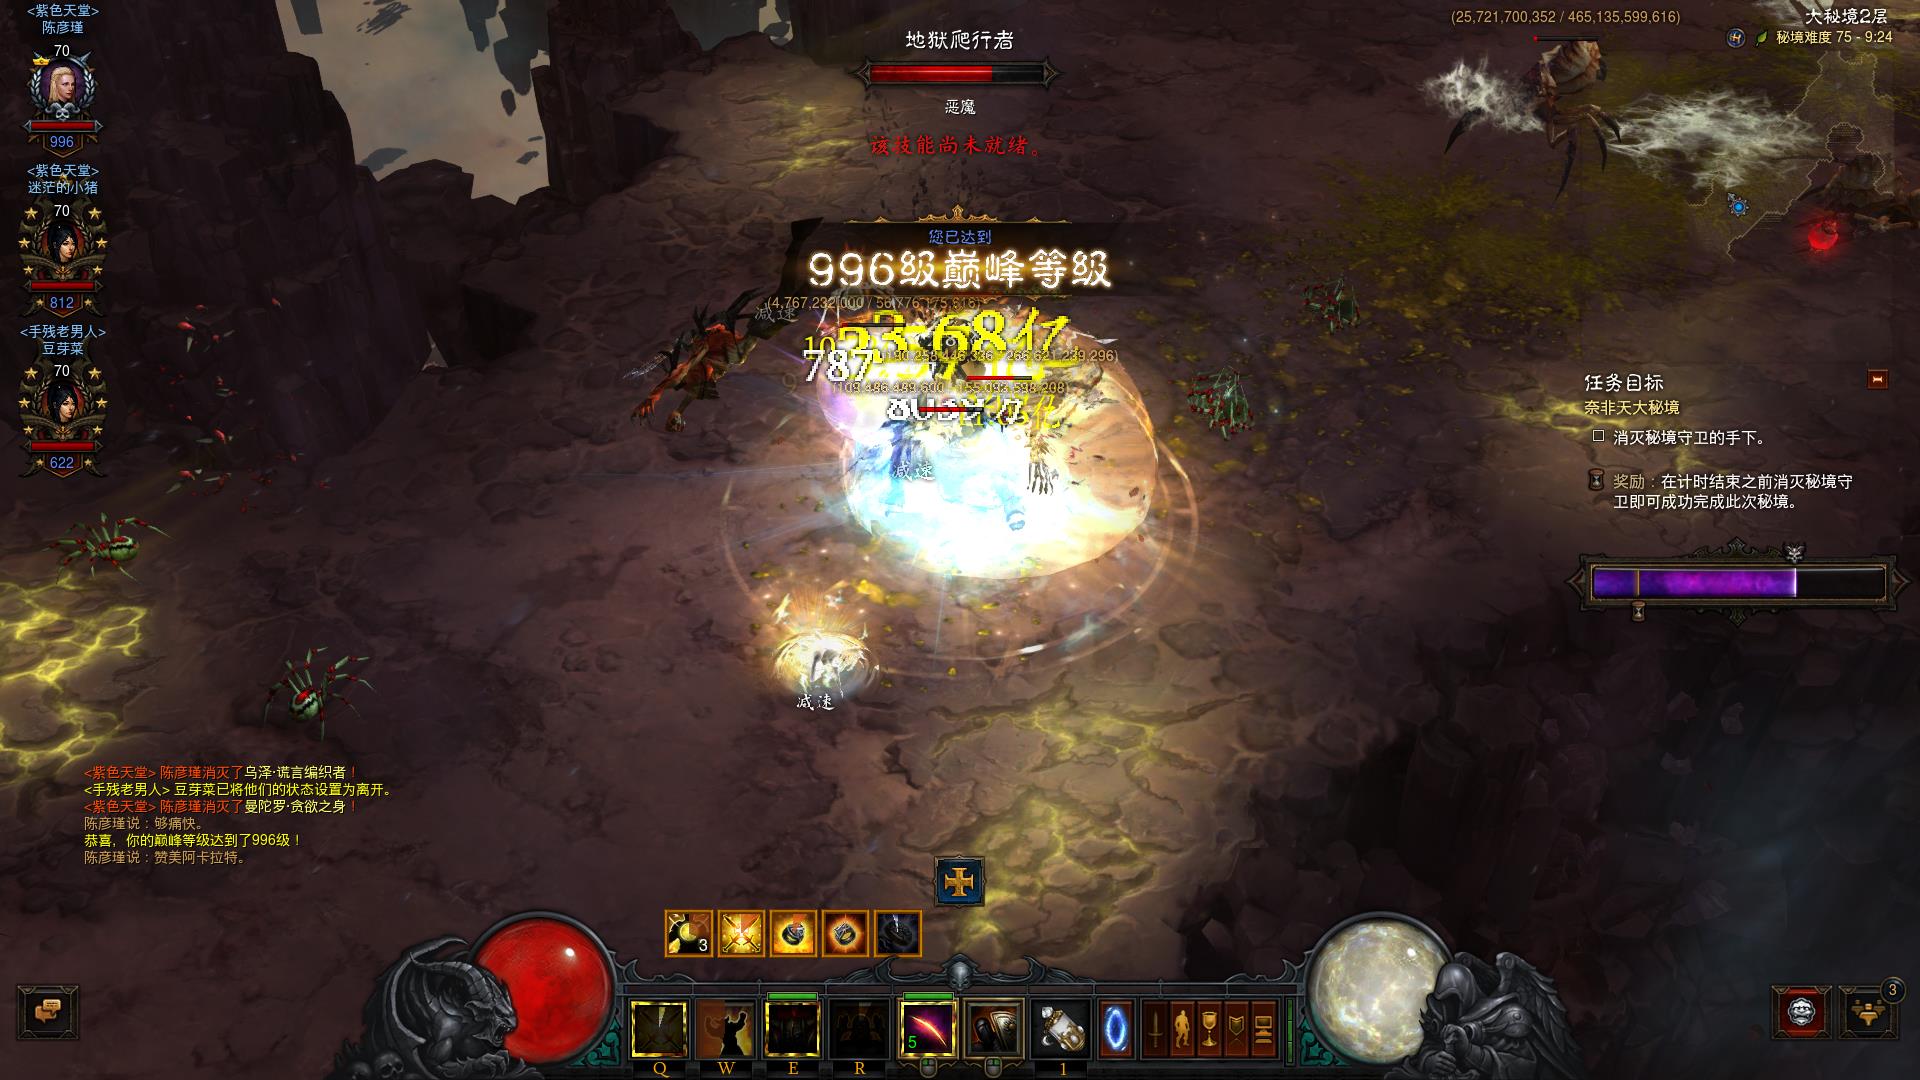 <紫色天堂>
陈彦瑾
70
996
<紫色天堂>
迷茫的小猪
70
812
<手残老男人>
豆芽菜
70
622
地狱爬行者
恶魔
该技能尚未就绪。
您已达到
996级巅峰等级
减速
23.68亿
787
减速
减速
(25,721,700,352 / 465,135,599,616)
大秘境2层
秘境难度 75 - 9:24
任务目标
奈非天大秘境
消灭秘境守卫的手下。
奖励：在计时结束之前消灭秘境守
卫即可成功完成此次秘境。
<紫色天堂> 陈彦瑾消灭了乌泽·谎言编织者！
<手残老男人> 豆芽菜已将他们的状态设置为离开。
<紫色天堂> 陈彦瑾消灭了曼陀罗·贪欲之身！
陈彦瑾说：够痛快。
恭喜，你的巅峰等级达到了996级！
陈彦瑾说：赞美阿卡拉特。
3
5
Q W E R 1
3